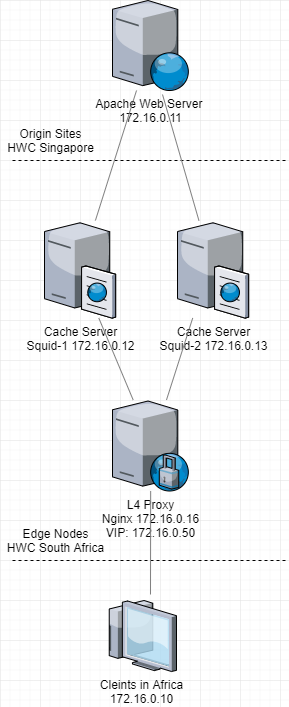 Apache Web Server
172.16.0.11
Origin Sites
HWC Singapore
Cache Server
Squid-1 172.16.0.12
Cache Server
Squid-2 172.16.0.13
L4 Proxy
Nginx 172.16.0.16
VIP: 172.16.0.50
Edge Nodes
HWC South Africa
Cleints in Africa
172.16.0.10